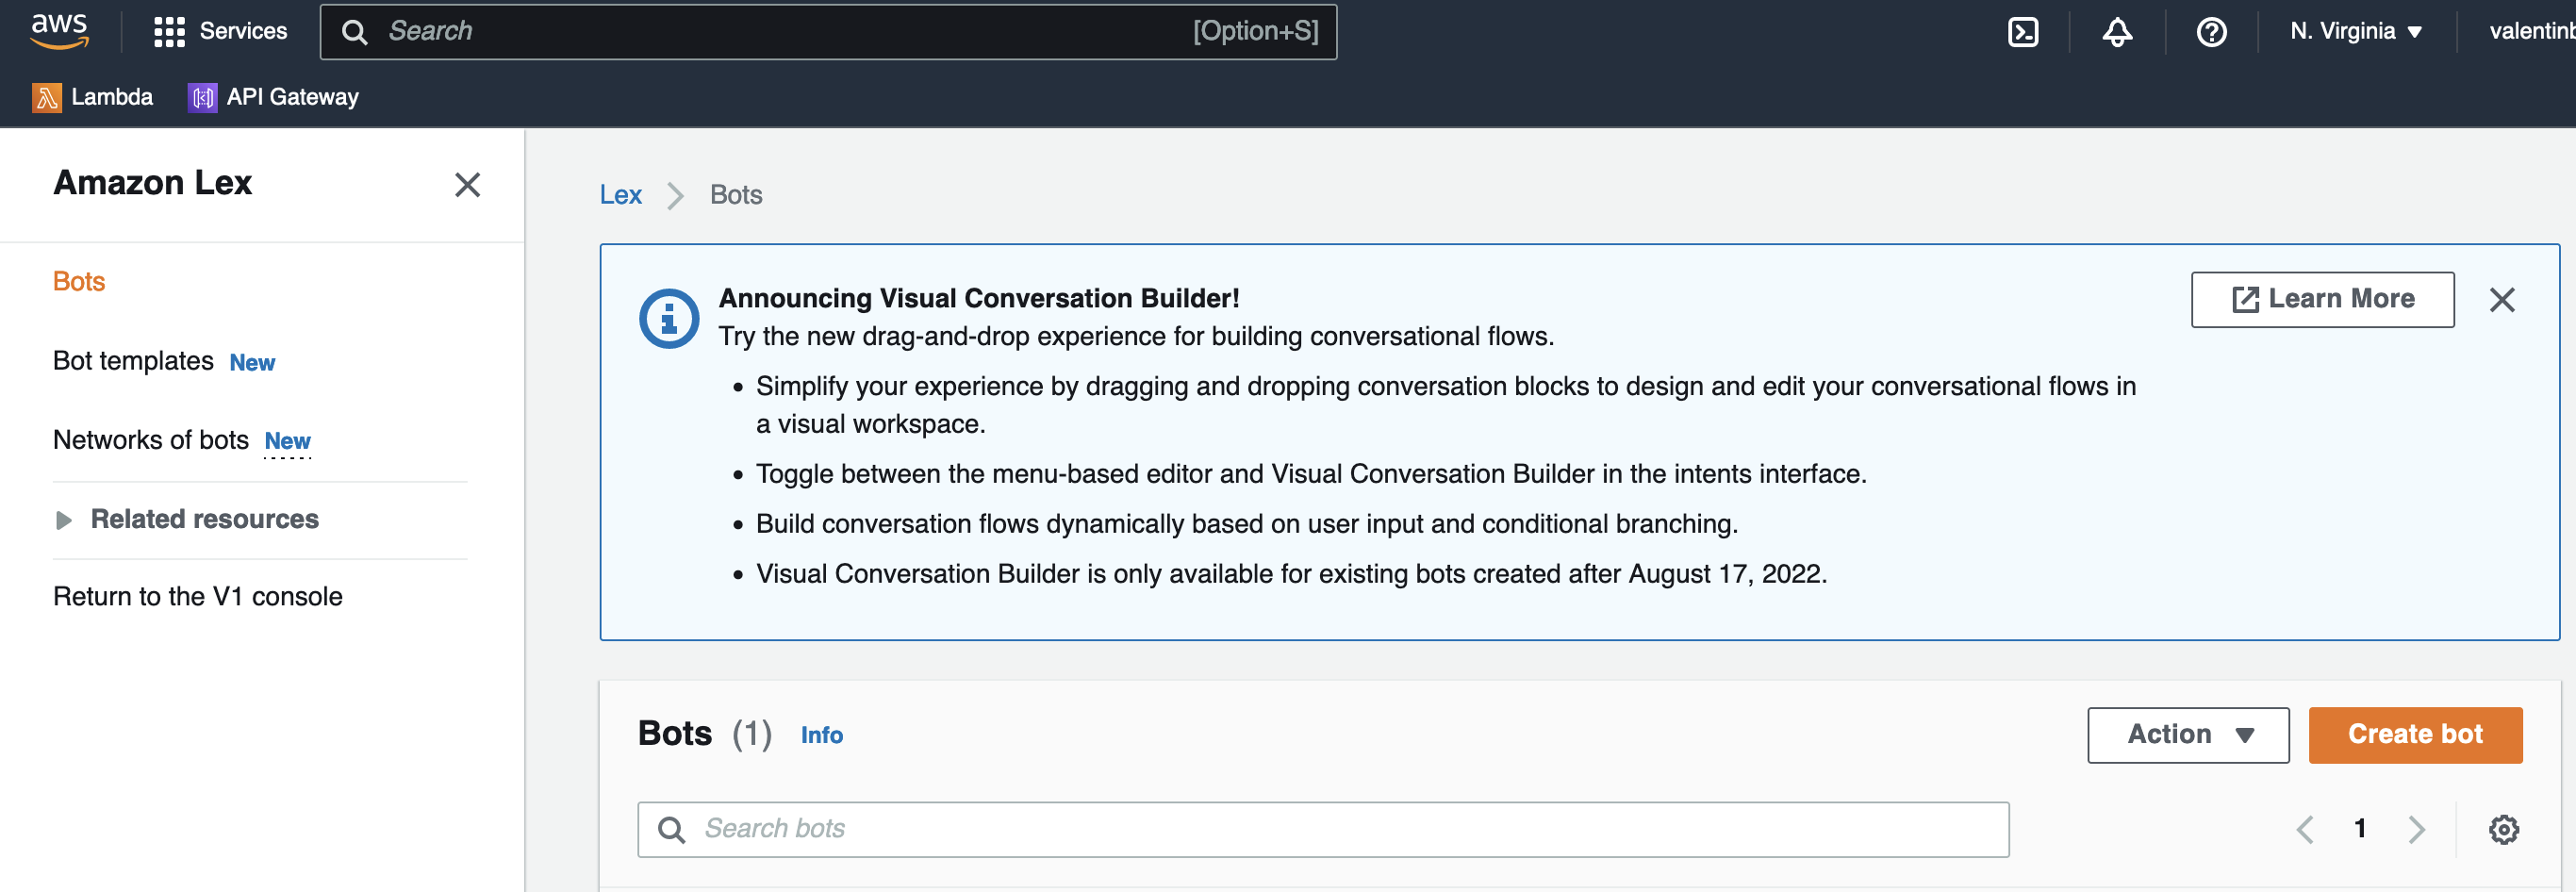 aws
Services
Search [Option+S]
N. Virginia
valentinb
Lambda
API Gateway
Amazon Lex
Bots
Bot templates New
Networks of bots New
Related resources
Return to the V1 console
Lex Bots
Announcing Visual Conversation Builder!
Learn More
Try the new drag-and-drop experience for building conversational flows.
• Simplify your experience by dragging and dropping conversation blocks to design and edit your conversational flows in
a visual workspace.
• Toggle between the menu-based editor and Visual Conversation Builder in the intents interface.
• Build conversation flows dynamically based on user input and conditional branching.
• Visual Conversation Builder is only available for existing bots created after August 17, 2022.
Bots (1) Info
Action
Create bot
Search bots
1